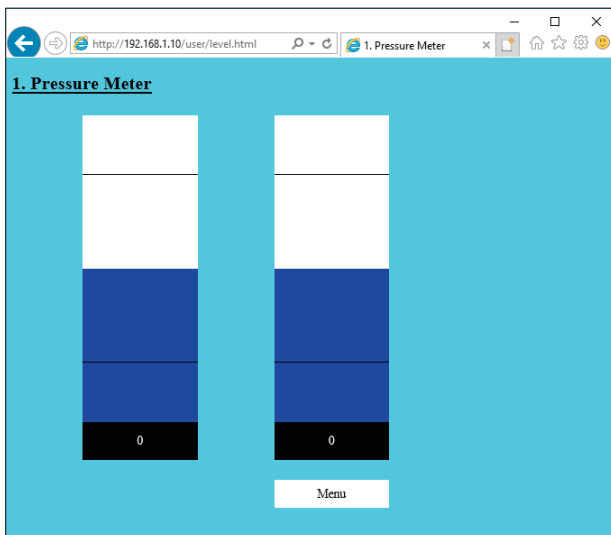 http://192.168.1.10/user/level.html
1. Pressure Meter
1. Pressure Meter
0
0
Menu